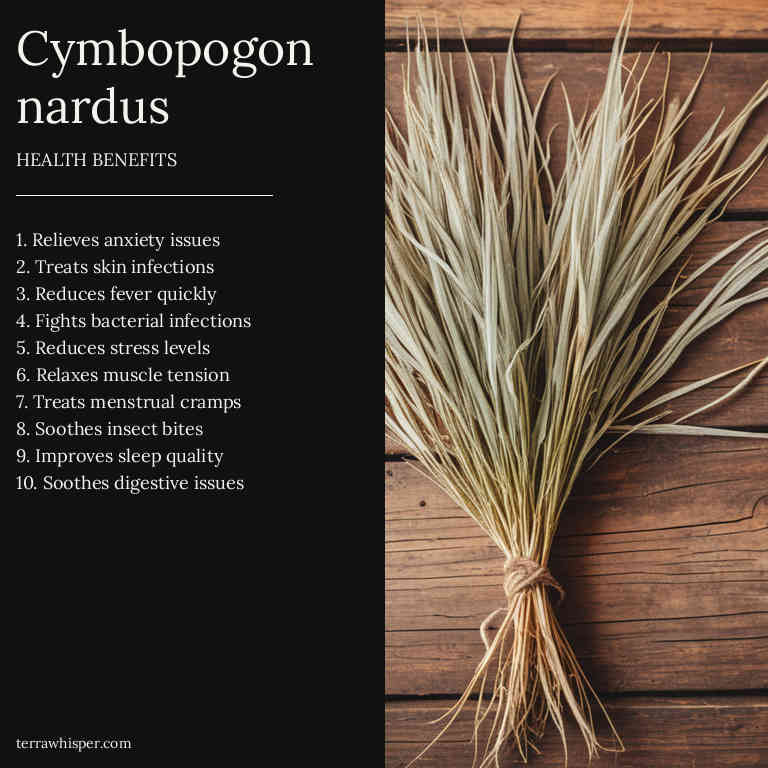 Cymbopogon
nardus
HEALTH BENEFITS
1. Relieves anxiety issues
2. Treats skin infections
3. Reduces fever quickly
4. Fights bacterial infections
5. Reduces stress levels
6. Relaxes muscle tension
7. Treats menstrual cramps
8. Soothes insect bites
9. Improves sleep quality
10. Soothes digestive issues
terrawhisper.com